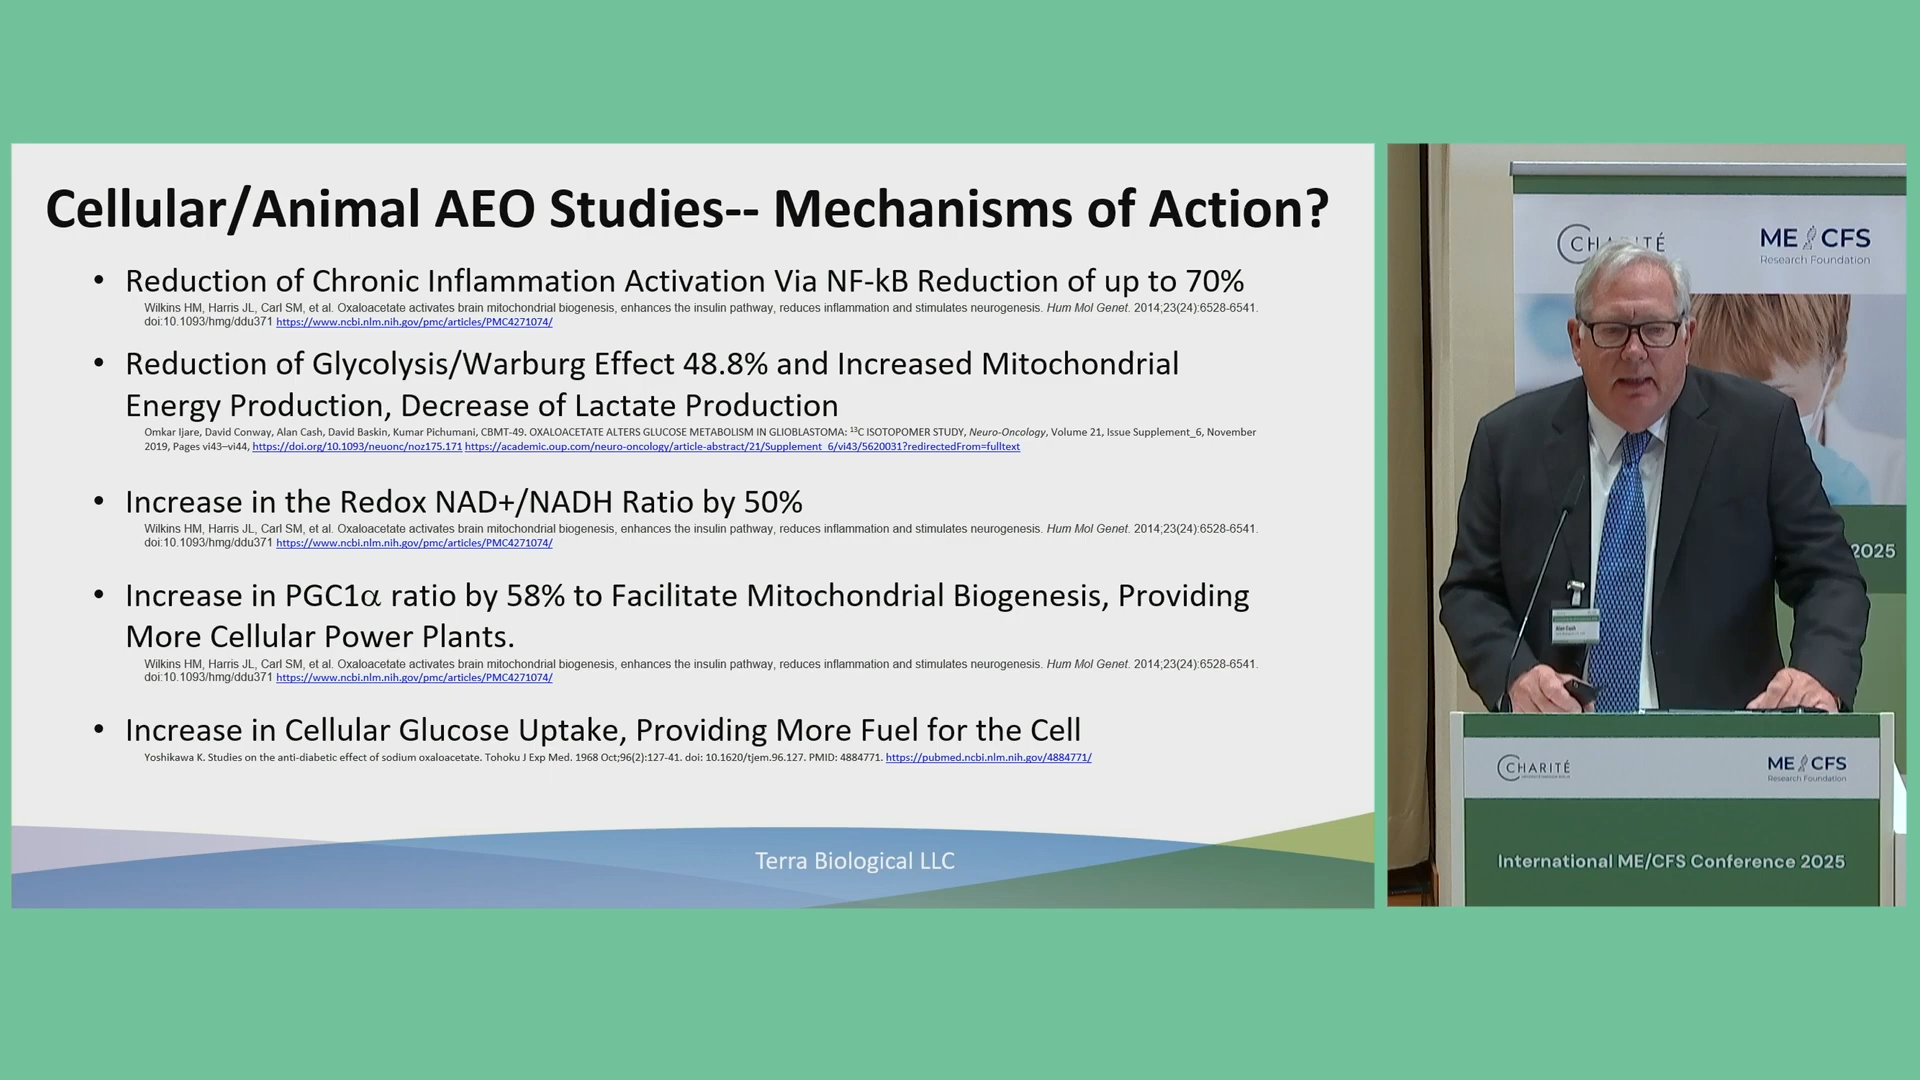 Cellular/Animal AEO Studies-- Mechanisms of Action?
• Reduction of Chronic Inflammation Activation Via NF-kB Reduction of up to 70%
Wilkins HM, Harris JL, Carl SM, et al. Oxaloacetate activates brain mitochondrial biogenesis, enhances the insulin pathway, reduces inflammation and stimulates neurogenesis. Hum Mol Genet. 2014;23(24):6528-6541.
doi:10.1093/hmg/ddu371 https://www.ncbi.nlm.nih.gov/pmc/articles/PMC4271074/
• Reduction of Glycolysis/Warburg Effect 48.8% and Increased Mitochondrial
Energy Production, Decrease of Lactate Production
Omkar Ijare, David Conway, Alan Cash, David Baskin, Kumar Pichumani, CBMT-49. OXALOACETATE ALTERS GLUCOSE METABOLISM IN GLIOBLASTOMA: ¹³C ISOTOPOMER STUDY, Neuro-Oncology, Volume 21, Issue Supplement_6, November
2019, Pages vi43–vi44, https://doi.org/10.1093/neuonc/noz175.171 https://academic.oup.com/neuro-oncology/article-abstract/21/Supplement_6/vi43/5620031?redirectedFrom=fulltext
• Increase in the Redox NAD+/NADH Ratio by 50%
Wilkins HM, Harris JL, Carl SM, et al. Oxaloacetate activates brain mitochondrial biogenesis, enhances the insulin pathway, reduces inflammation and stimulates neurogenesis. Hum Mol Genet. 2014;23(24):6528-6541.
doi:10.1093/hmg/ddu371 https://www.ncbi.nlm.nih.gov/pmc/articles/PMC4271074/
• Increase in PGC1α ratio by 58% to Facilitate Mitochondrial Biogenesis, Providing
More Cellular Power Plants.
Wilkins HM, Harris JL, Carl SM, et al. Oxaloacetate activates brain mitochondrial biogenesis, enhances the insulin pathway, reduces inflammation and stimulates neurogenesis. Hum Mol Genet. 2014;23(24):6528-6541.
doi:10.1093/hmg/ddu371 https://www.ncbi.nlm.nih.gov/pmc/articles/PMC4271074/
• Increase in Cellular Glucose Uptake, Providing More Fuel for the Cell
Yoshikawa K. Studies on the anti-diabetic effect of sodium oxaloacetate. Tohoku J Exp Med. 1968 Oct;96(2):127-41. doi: 10.1620/tjem.96.127. PMID: 4884771. https://pubmed.ncbi.nlm.nih.gov/4884771/
Terra Biological LLC
CHARITÉ
ME CFS
Research Foundation
2025
Alan Cash
CHARITÉ
ME CFS
Research Foundation
International ME/CFS Conference 2025